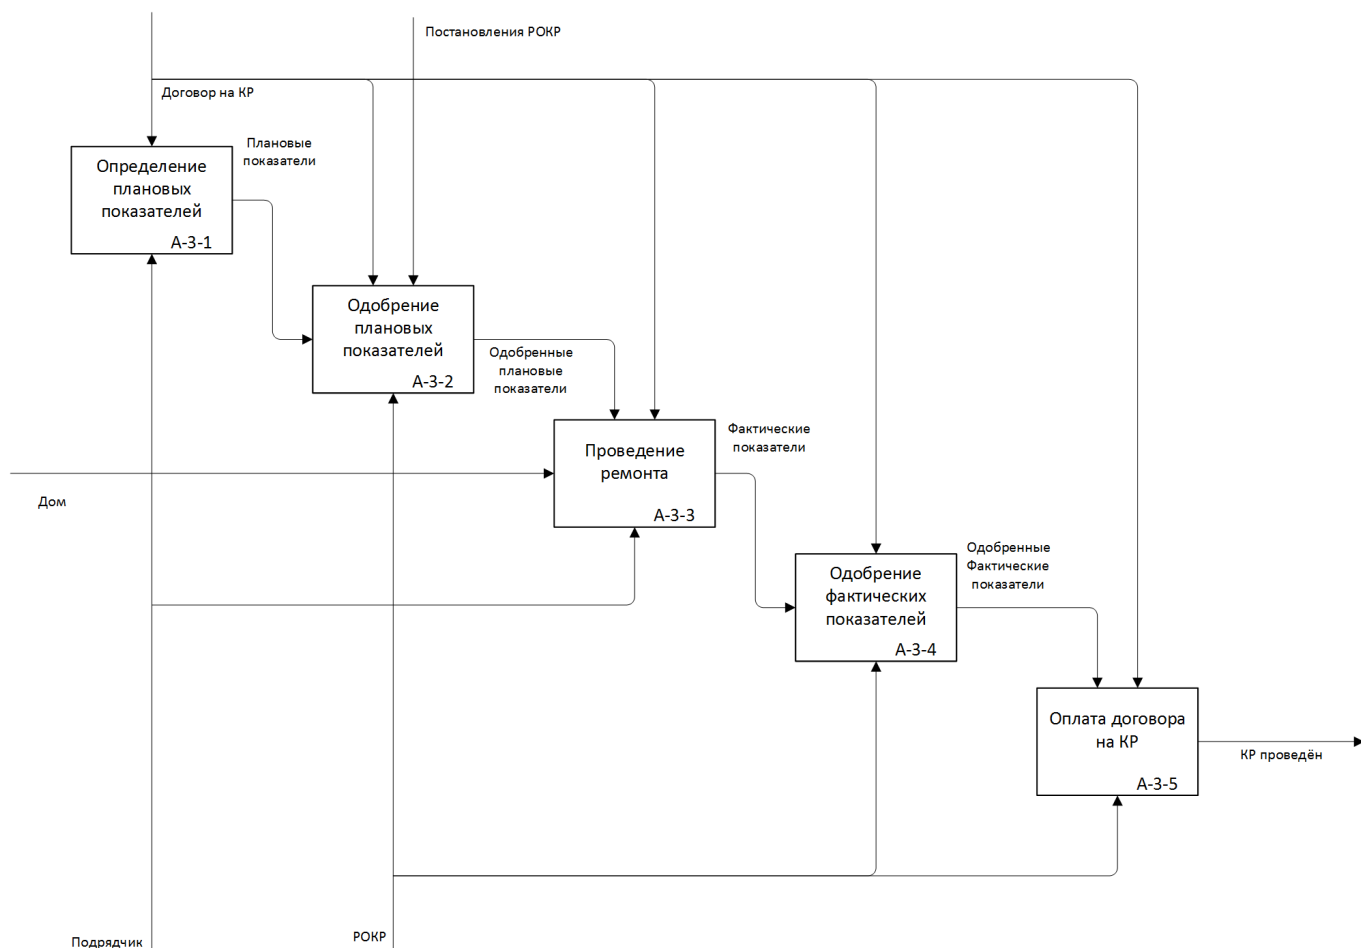 Постановления РОКР
Договор на КР
Плановые
показатели
Определение
плановых
показателей
А-3-1
Одобрение
плановых
показателей
А-3-2
Одобренные
плановые
показатели
Фактические
показатели
Проведение
ремонта
А-3-3
Дом
Одобренные
Фактические
показатели
Одобрение
фактических
показателей
А-3-4
Оплата договора
на КР
А-3-5
КР проведён
Подрядчик
РОКР